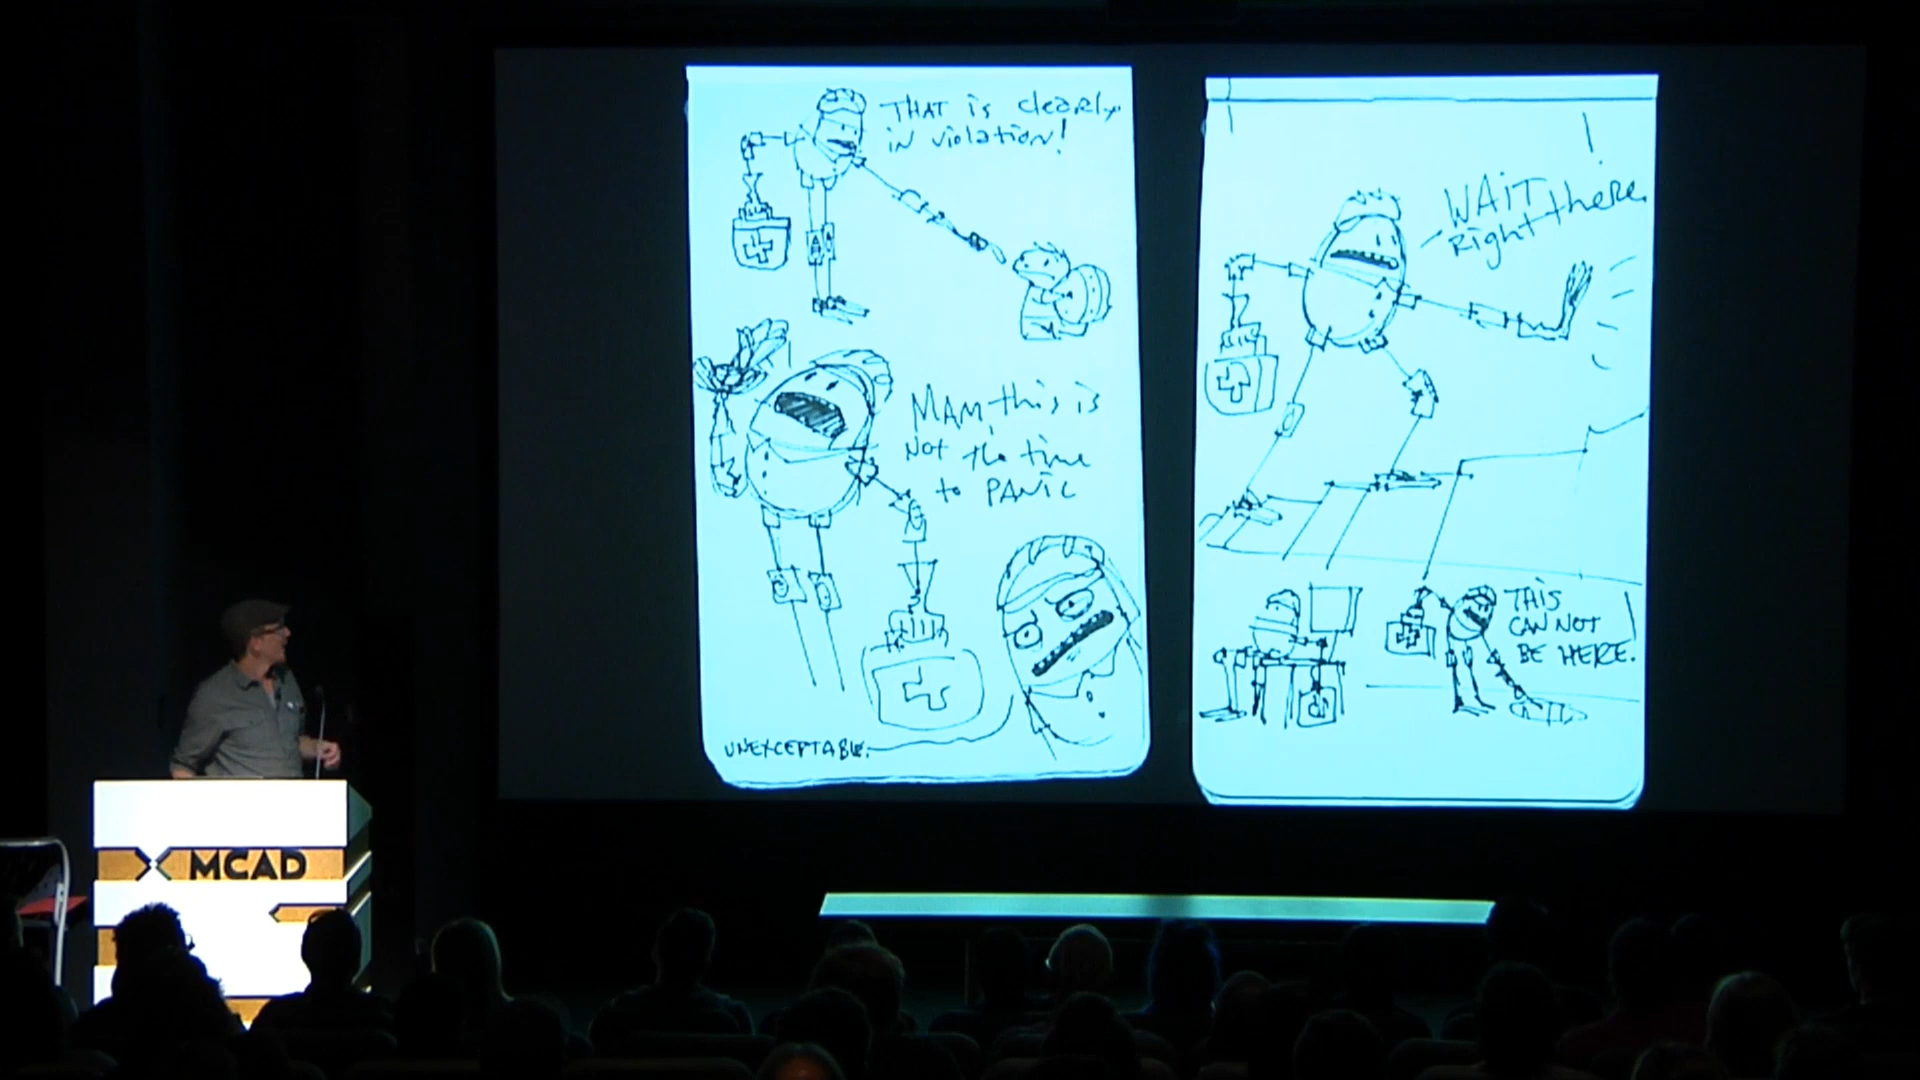 THAT is clearly
in violation!
MAM, this is
Not the time
to PANIC
UNEXCEPTABLE.
WAIT
right there.
THIS
CAN NOT
BE HERE.
MCAD